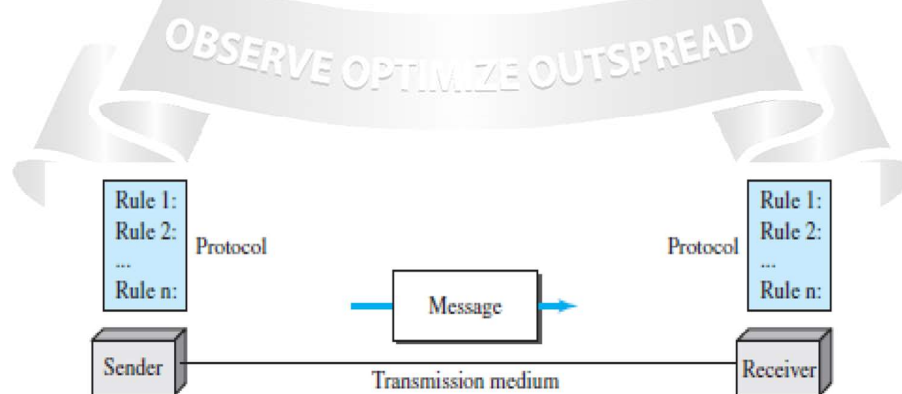 OBSERVE OPTIMIZE OUTSPREAD
Rule 1:
Rule 2:
...
Rule n:
Protocol
Protocol
Rule 1:
Rule 2:
...
Rule n:
Message
Sender
Transmission medium
Receiver